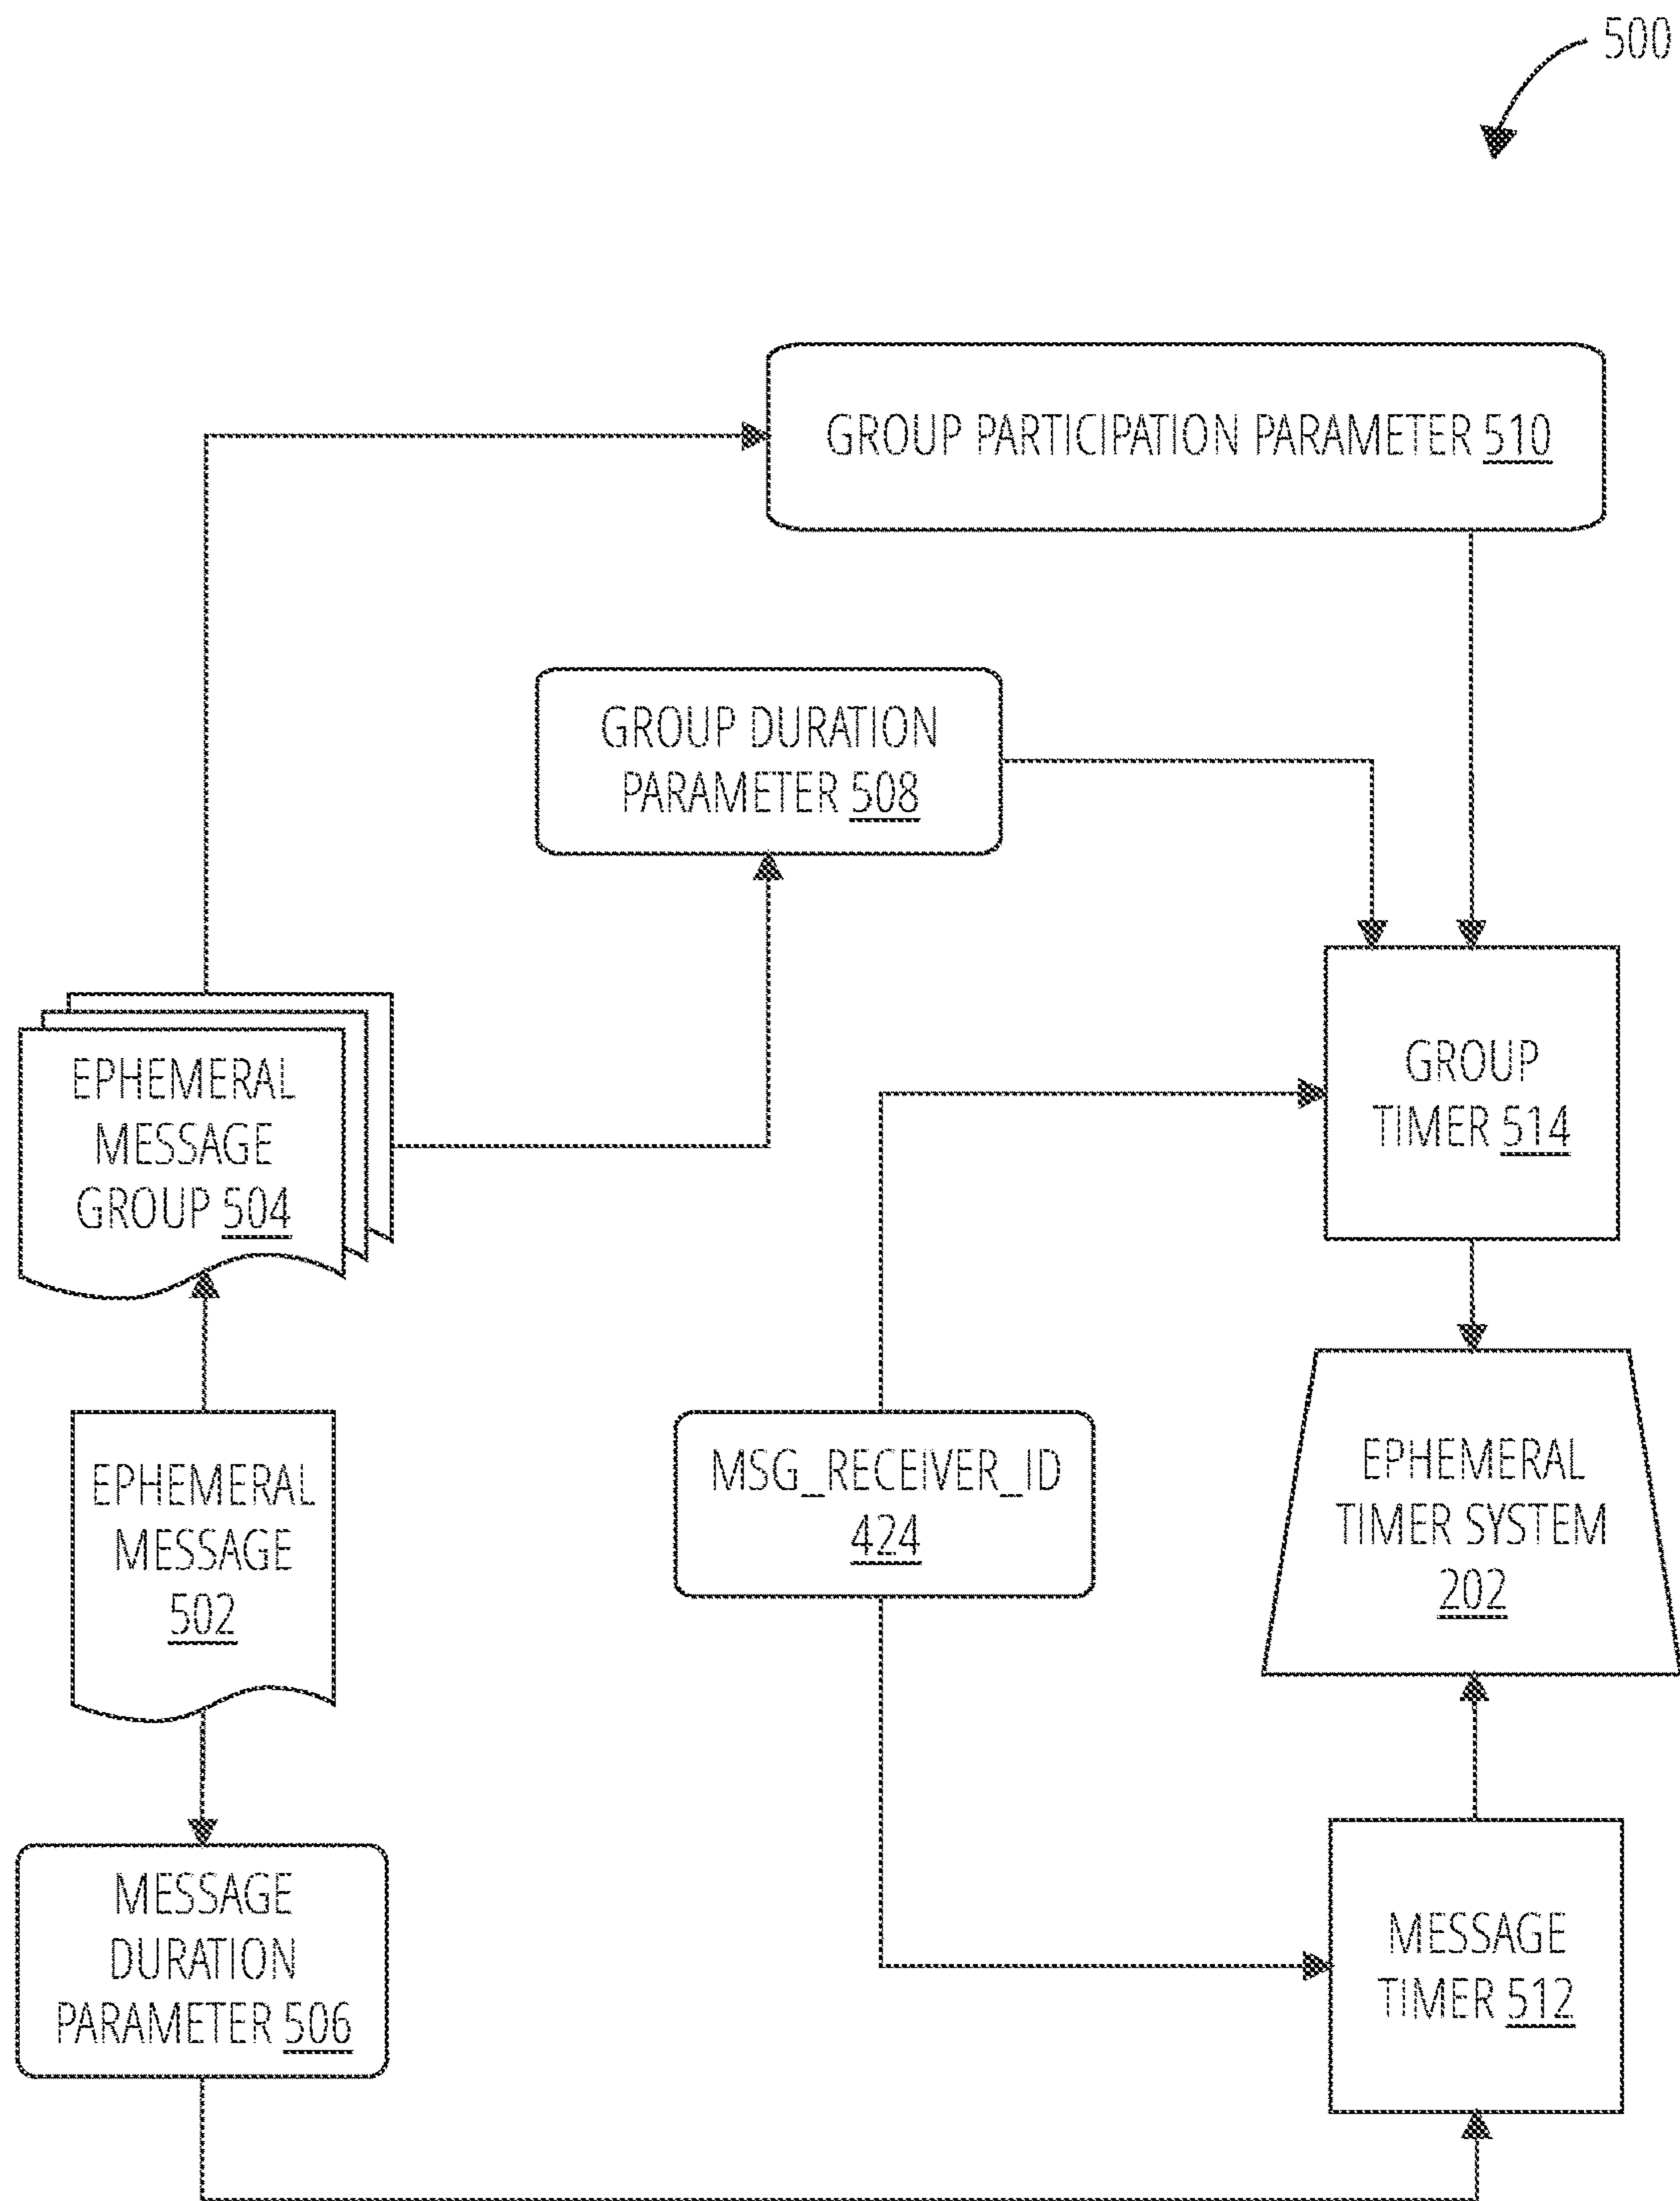 500
GROUP PARTICIPATION PARAMETER 510
GROUP DURATION
PARAMETER 508
EPHEMERAL
MESSAGE
GROUP 504
GROUP
TIMER 514
EPHEMERAL
MESSAGE
502
MSG_RECEIVER_ID
424
EPHEMERAL
TIMER SYSTEM
202
MESSAGE
DURATION
PARAMETER 506
MESSAGE
TIMER 512